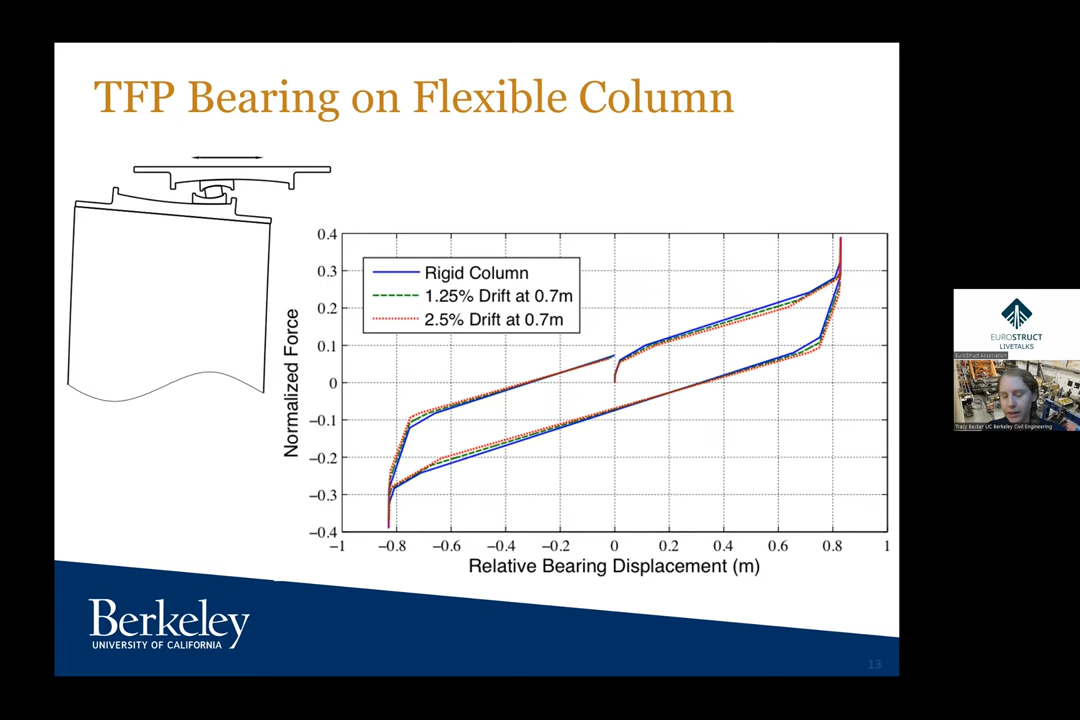 TFP Bearing on Flexible Column
Rigid Column
1.25% Drift at 0.7m
2.5% Drift at 0.7m
Normalized Force
0.4
0.3
0.2
0.1
0
−0.1
−0.2
−0.3
−0.4
−1 −0.8 −0.6 −0.4 −0.2 0 0.2 0.4 0.6 0.8 1
Relative Bearing Displacement (m)
Berkeley
UNIVERSITY OF CALIFORNIA
13
EUROSTRUCT
LIVETALKS
EuroStruct Association
Tracy Becker UC Berkeley Civil Engineering